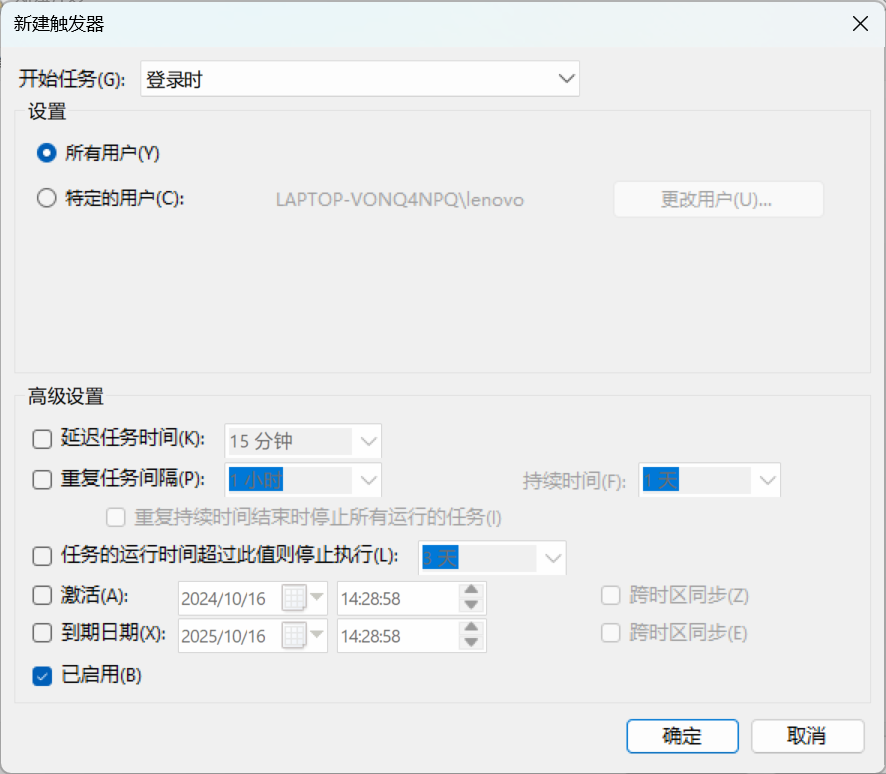 新建触发器
开始任务(G): 登录时
设置
所有用户(Y)
特定的用户(C): LAPTOP-VONQ4NPQ\lenovo 更改用户(U)...
高级设置
延迟任务时间(K): 15 分钟
重复任务间隔(P): 1 小时 持续时间(F): 1 天
重复持续时间结束时停止所有运行的任务(I)
任务的运行时间超过此值则停止执行(L): 3 天
激活(A): 2024/10/16 14:28:58 跨时区同步(Z)
到期日期(X): 2025/10/16 14:28:58 跨时区同步(E)
已启用(B)
确定 取消